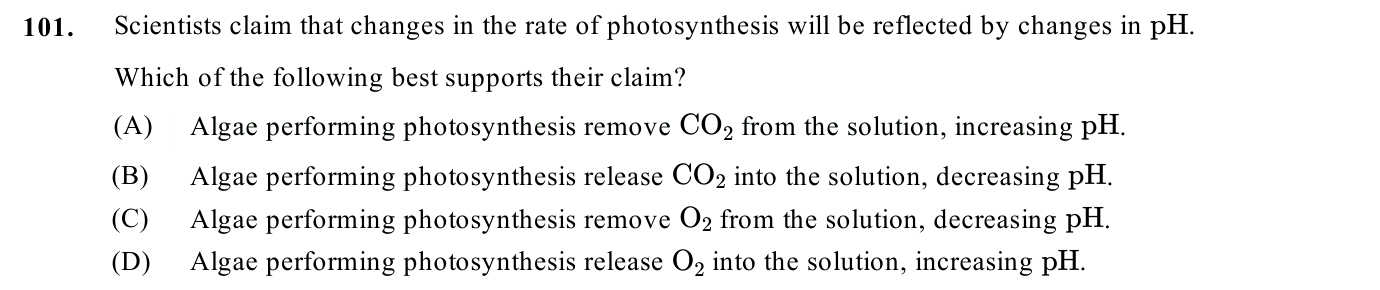 101. Scientists claim that changes in the rate of photosynthesis will be reflected by changes in pH.
Which of the following best supports their claim?
(A) Algae performing photosynthesis remove CO₂ from the solution, increasing pH.
(B) Algae performing photosynthesis release CO₂ into the solution, decreasing pH.
(C) Algae performing photosynthesis remove O₂ from the solution, decreasing pH.
(D) Algae performing photosynthesis release O₂ into the solution, increasing pH.